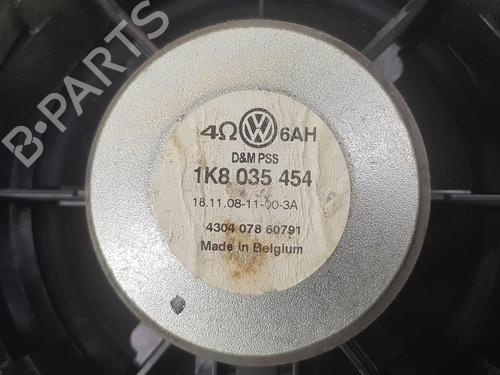 B-PARTS
4Ω VW 6AH
D&M PSS
1K8 035 454
18.11.08-11-00-3A
4304 078 60791
Made in Belgium